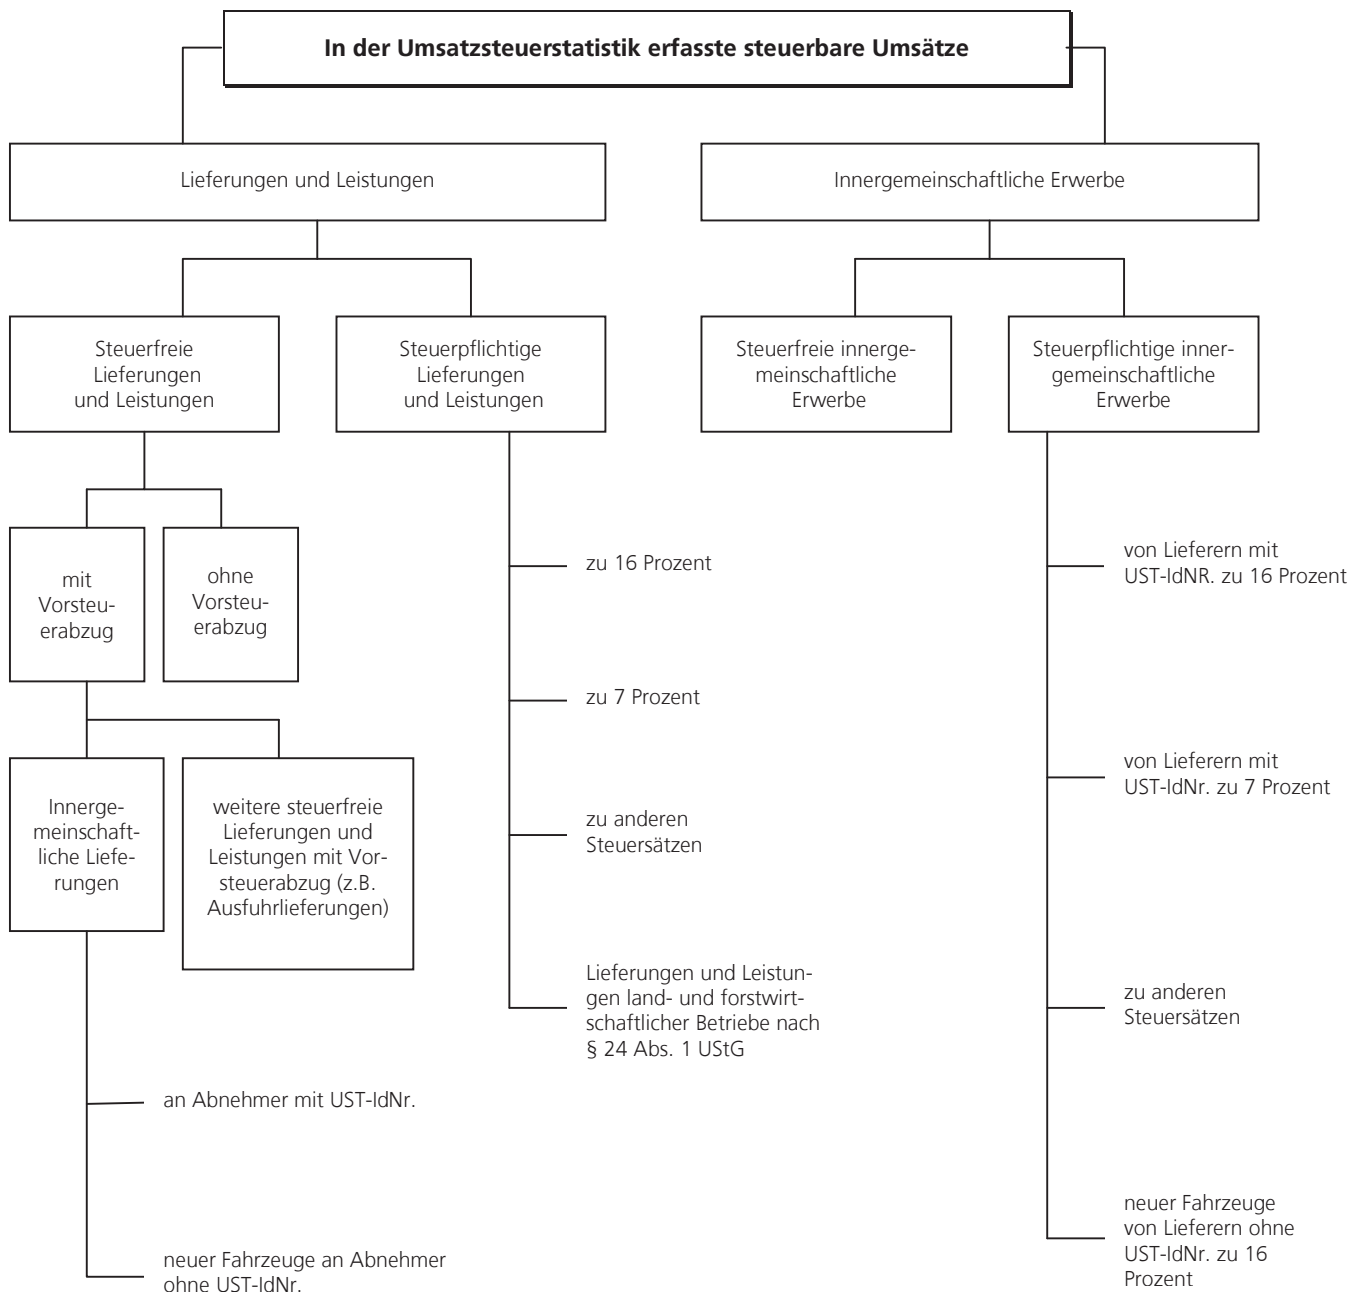 In der Umsatzsteuerstatistik erfasste steuerbare Umsätze
Lieferungen und Leistungen
Innergemeinschaftliche Erwerbe
Steuerfreie
Lieferungen
und Leistungen
Steuerpflichtige
Lieferungen
und Leistungen
Steuerfreie innerge-
meinschaftliche
Erwerbe
Steuerpflichtige inner-
gemeinschaftliche
Erwerbe
mit
Vorsteu-
erabzug
ohne
Vorsteu-
erabzug
zu 16 Prozent
von Lieferern mit
UST-IdNR. zu 16 Prozent
zu 7 Prozent
Innerge-
meinschaft-
liche Liefe-
rungen
weitere steuerfreie
Lieferungen und
Leistungen mit Vor-
steuerabzug (z.B.
Ausfuhrlieferungen)
von Lieferern mit
UST-IdNr. zu 7 Prozent
zu anderen
Steuersätzen
Lieferungen und Leistun-
gen land- und forstwirt-
schaftlicher Betriebe nach
§ 24 Abs. 1 UStG
zu anderen
Steuersätzen
an Abnehmer mit UST-IdNr.
neuer Fahrzeuge an Abnehmer
ohne UST-IdNr.
neuer Fahrzeuge
von Lieferern ohne
UST-IdNr. zu 16
Prozent